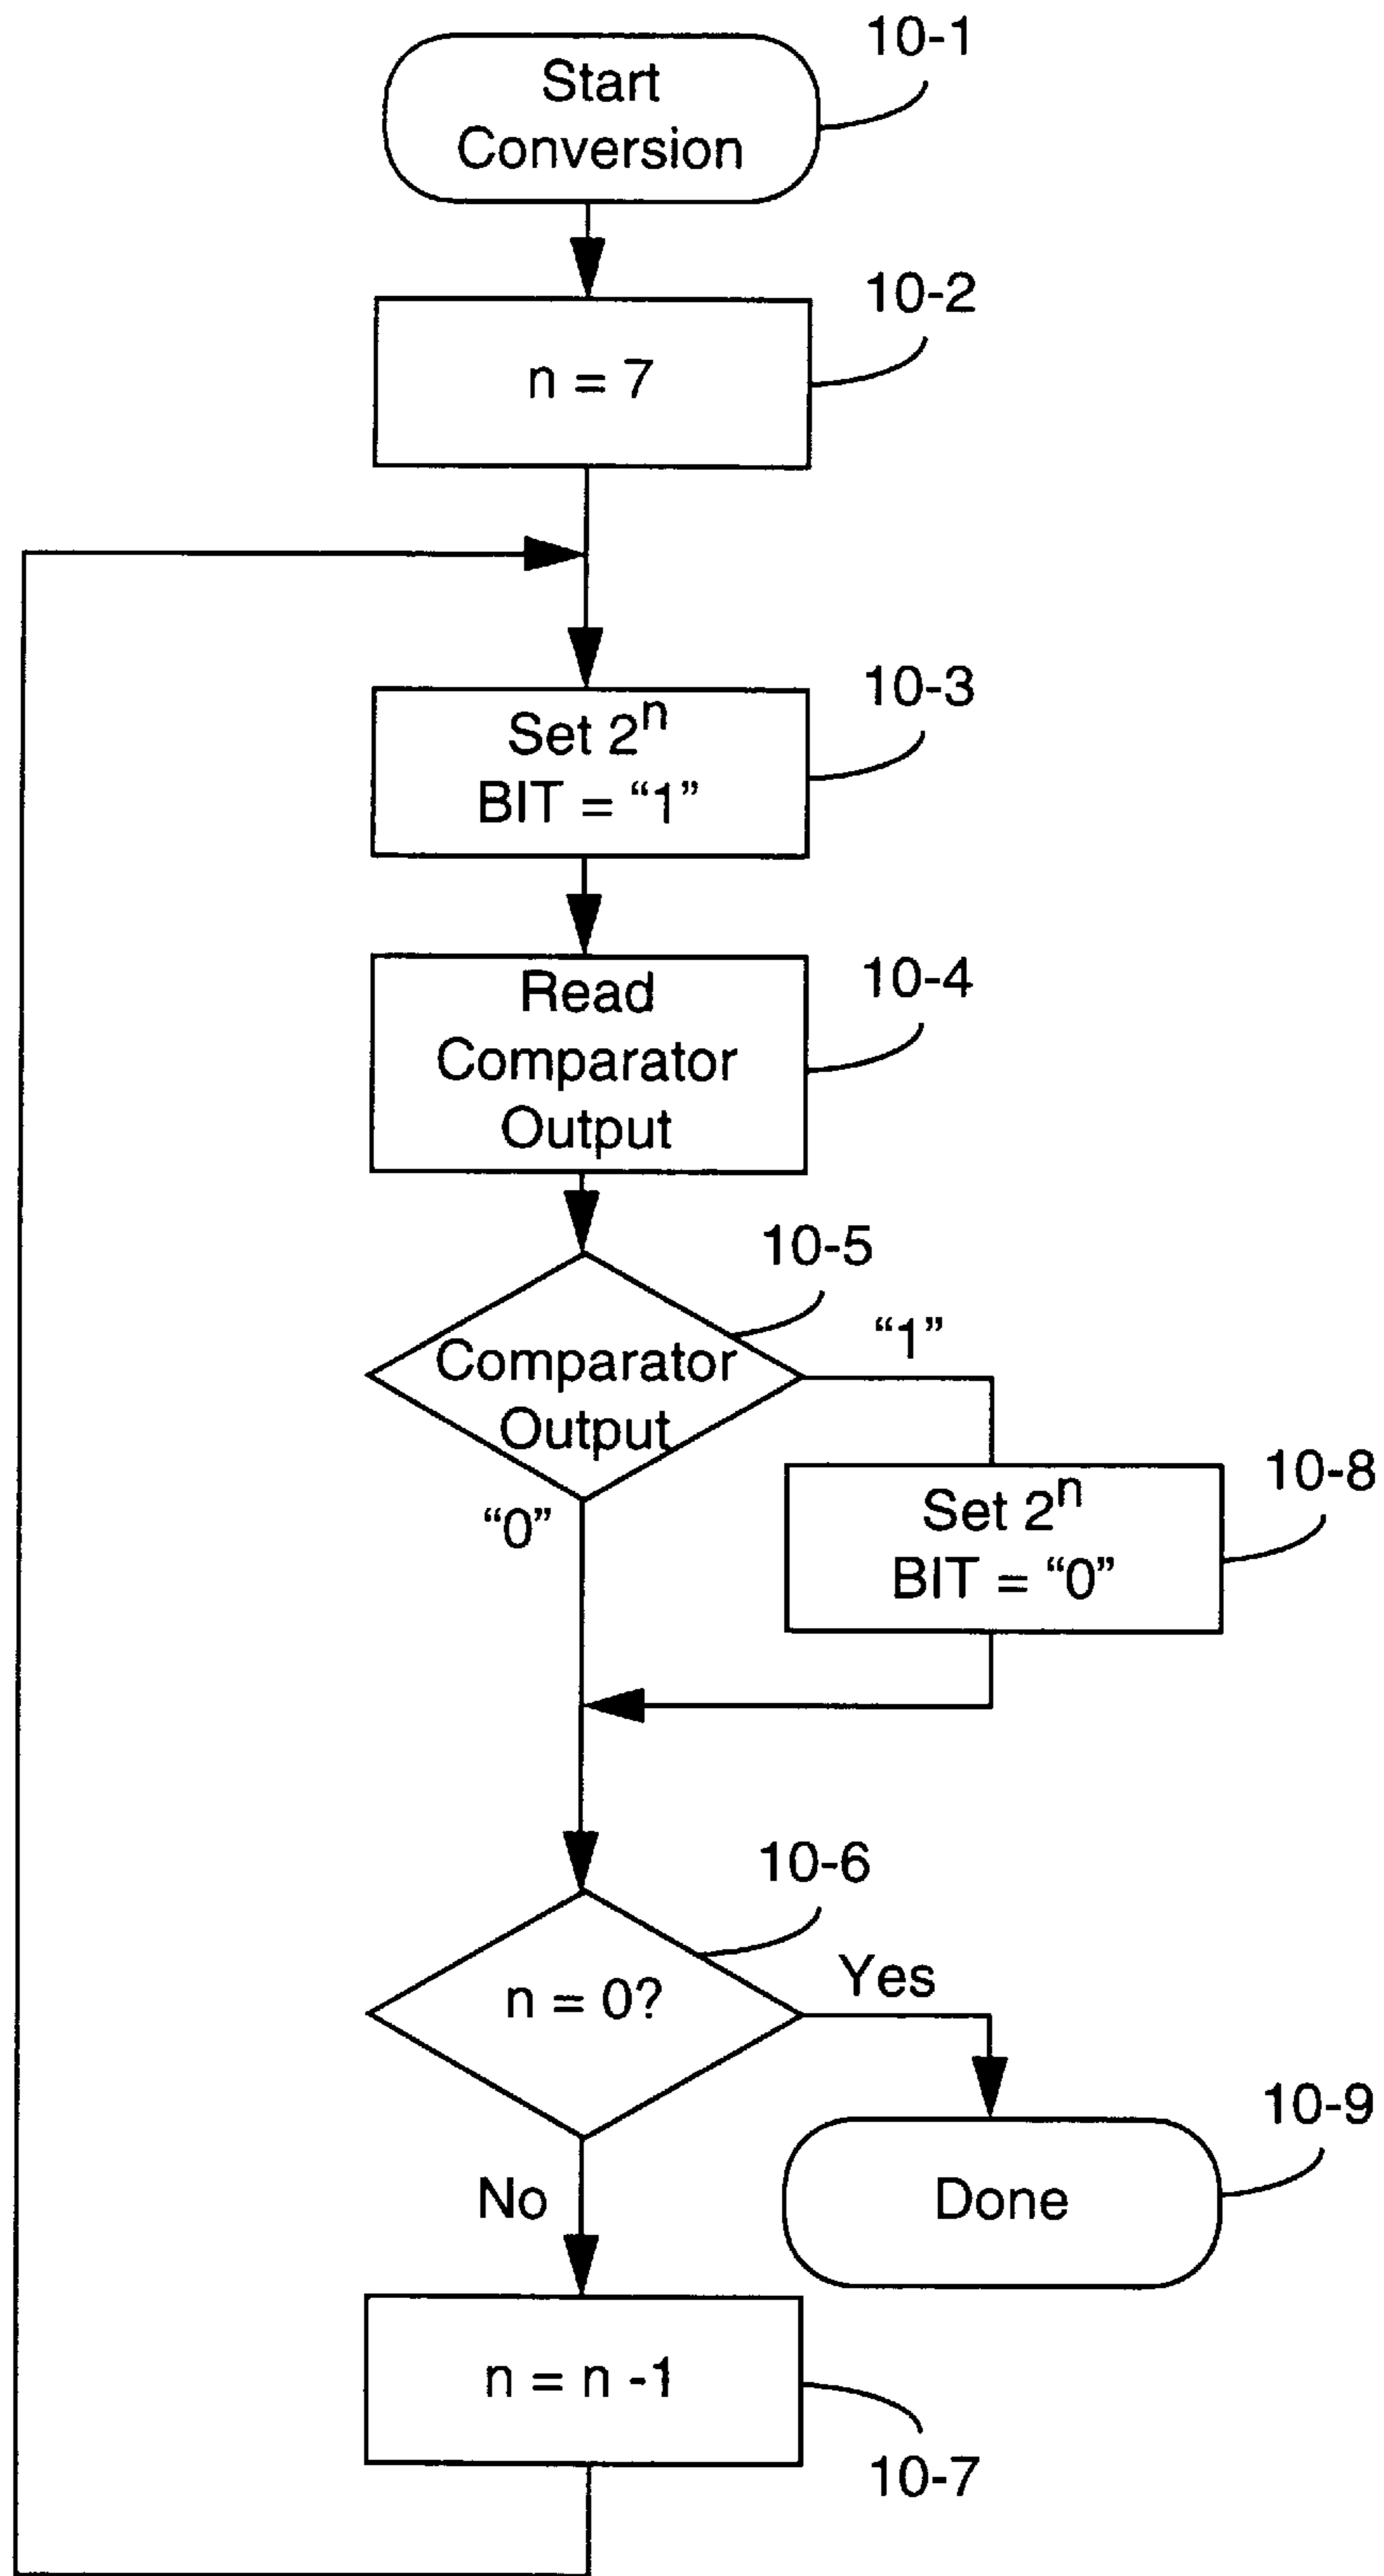 10-1
Start
Conversion
10-2
n = 7
10-3
Set 2^n
BIT = “1”
10-4
Read
Comparator
Output
10-5
Comparator
Output
“1”
“0”
10-8
Set 2^n
BIT = “0”
10-6
n = 0?
Yes
No
10-9
Done
n = n -1
10-7